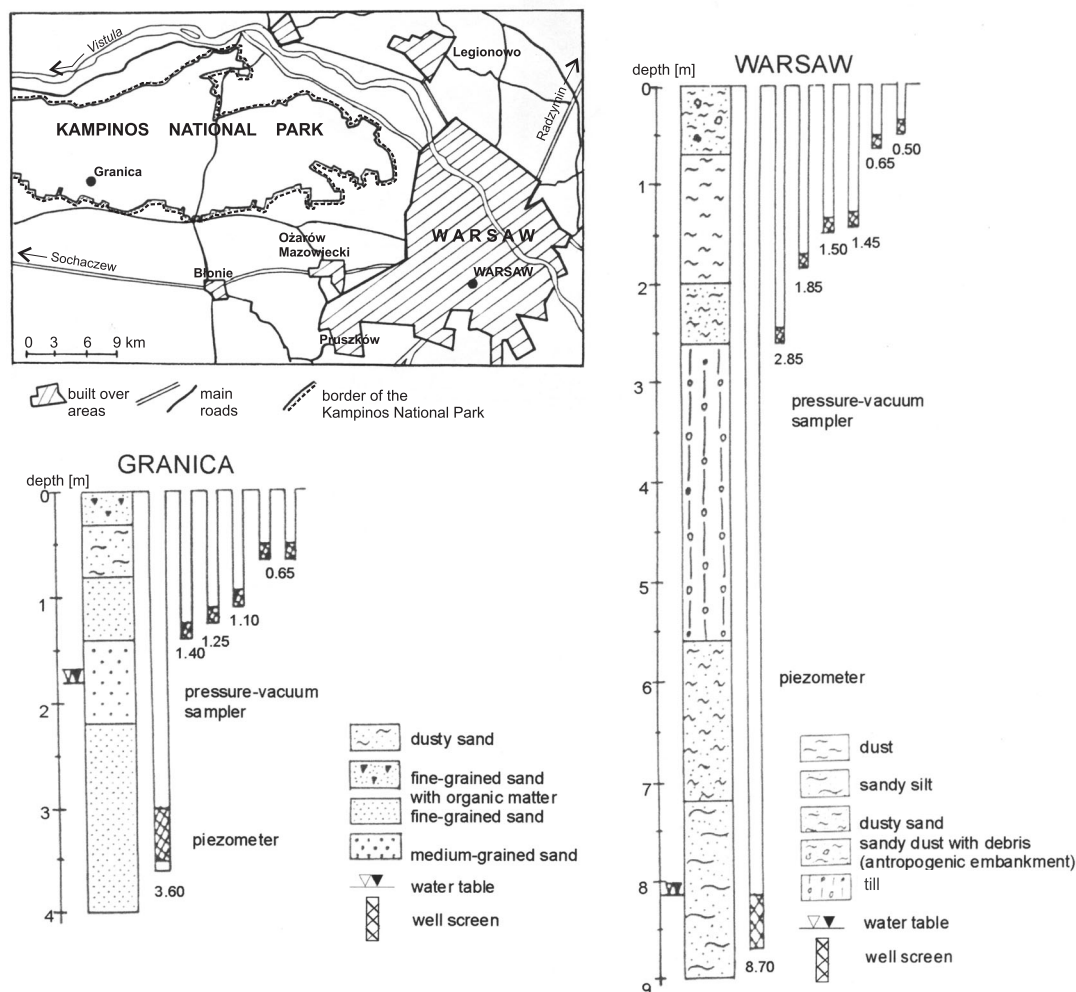 Vistula
Legionowo
Radzymin
KAMPINOS NATIONAL PARK
Granica
WARSAW
Ożarów
Mazowjecki
Sochaczew
Błonie
WARSAW
Pruszków
0 3 6 9 km
built over
areas
main
roads
border of the
Kampinos National Park
GRANICA
depth [m]
0
1
2
3
4
0.65
1.10
1.25
1.40
pressure-vacuum
sampler
piezometer
3.60
dusty sand
fine-grained sand
with organic matter
fine-grained sand
medium-grained sand
water table
well screen
WARSAW
depth [m]
0
1
2
3
4
5
6
7
8
9
0.50
0.65
1.45
1.50
1.85
2.85
pressure-vacuum
sampler
piezometer
8.70
dust
sandy silt
dusty sand
sandy dust with debris
(antropogenic embankment)
till
water table
well screen